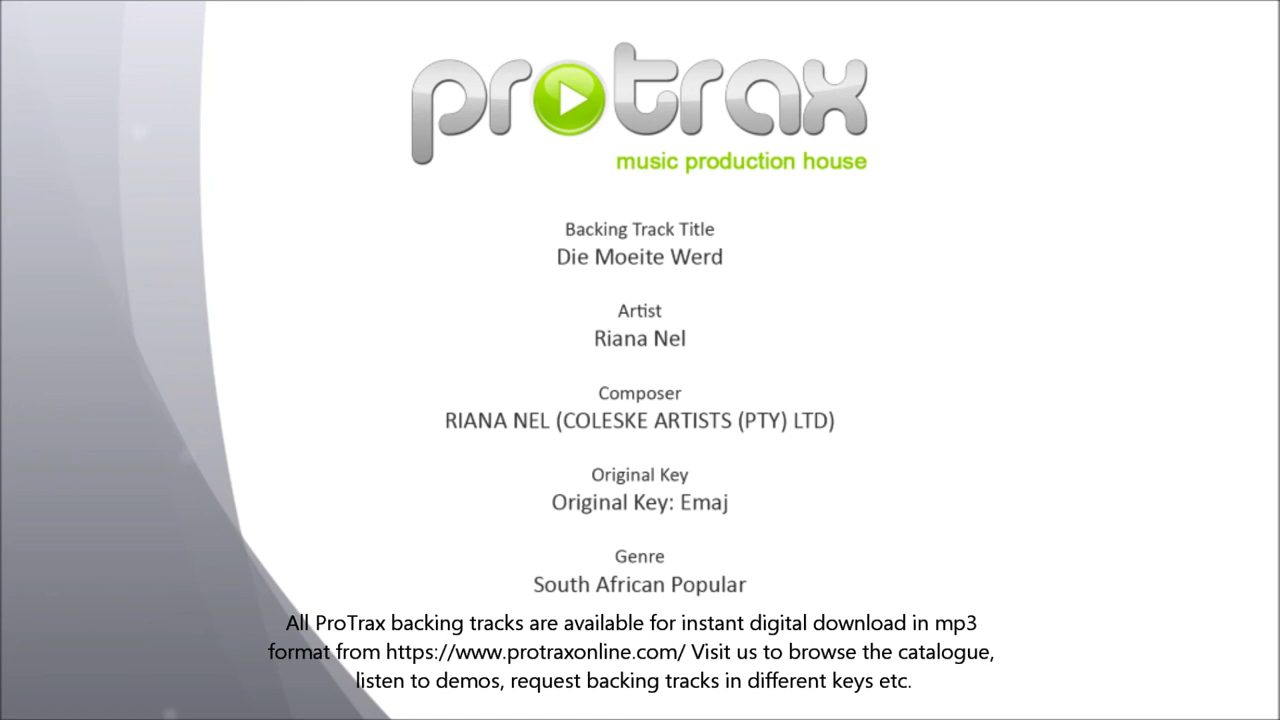 protrax
music production house
Backing Track Title
Die Moeite Werd
Artist
Riana Nel
Composer
RIANA NEL (COLESKE ARTISTS (PTY) LTD)
Original Key
Original Key: Emaj
Genre
South African Popular
All ProTrax backing tracks are available for instant digital download in mp3
format from https://www.protraxonline.com/ Visit us to browse the catalogue,
listen to demos, request backing tracks in different keys etc.